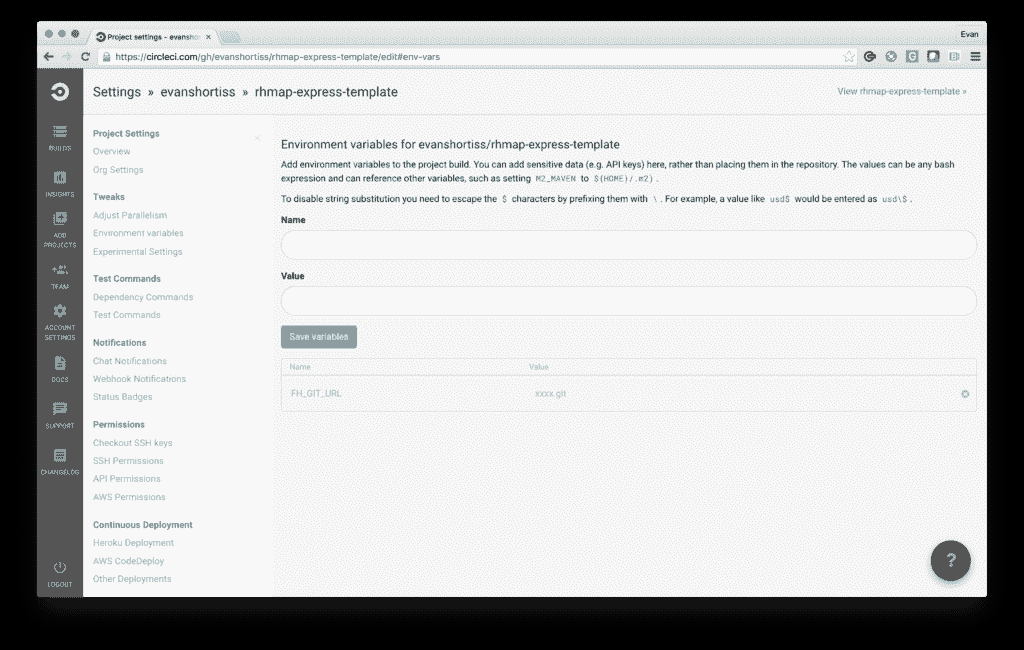 Project settings - evansho
Evan
https://circleci.com/gh/evanshortiss/rhmap-express-template/edit#env-vars
Settings » evanshortiss » rhmap-express-template
View rhmap-express-template »
BUILDS
INSIGHTS
ADD
PROJECTS
TEAM
ACCOUNT
SETTINGS
DOCS
SUPPORT
CHANGELOG
LOGOUT
Project Settings
Overview
Org Settings
Tweaks
Adjust Parallelism
Environment variables
Experimental Settings
Test Commands
Dependency Commands
Test Commands
Notifications
Chat Notifications
Webhook Notifications
Status Badges
Permissions
Checkout SSH keys
SSH Permissions
API Permissions
AWS Permissions
Continuous Deployment
Heroku Deployment
AWS CodeDeploy
Other Deployments
Environment variables for evanshortiss/rhmap-express-template
Add environment variables to the project build. You can add sensitive data (e.g. API keys) here, rather than placing them in the repository. The values can be any bash
expression and can reference other variables, such as setting M2_MAVEN to ${HOME}/.m2) .
To disable string substitution you need to escape the $ characters by prefixing them with \ . For example, a value like usd$ would be entered as usd\$ .
Name
Value
Save variables
Name Value
FH_GIT_URL xxxx.git
?